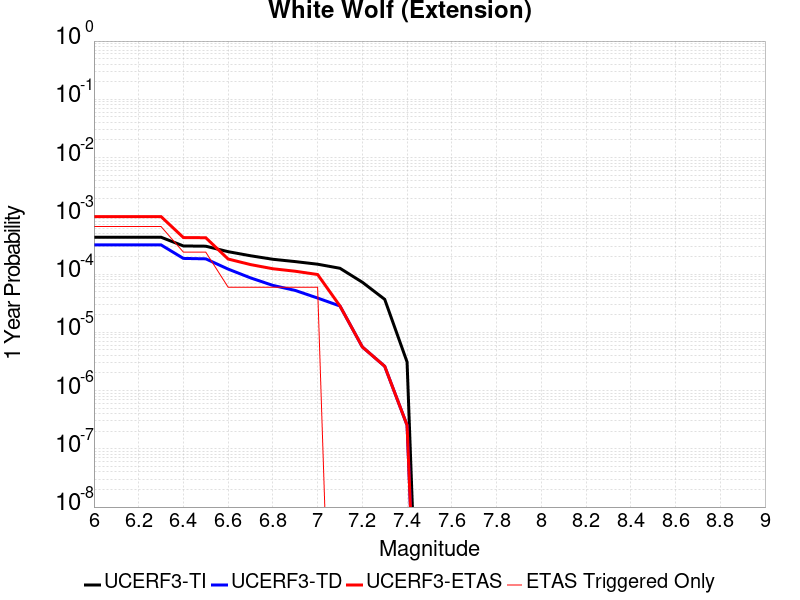 White Wolf (Extension)
10^0
10^-1
10^-2
10^-3
10^-4
10^-5
10^-6
10^-7
10^-8
1 Year Probability
6 6.2 6.4 6.6 6.8 7 7.2 7.4 7.6 7.8 8 8.2 8.4 8.6 8.8 9
Magnitude
UCERF3-TI UCERF3-TD UCERF3-ETAS ETAS Triggered Only